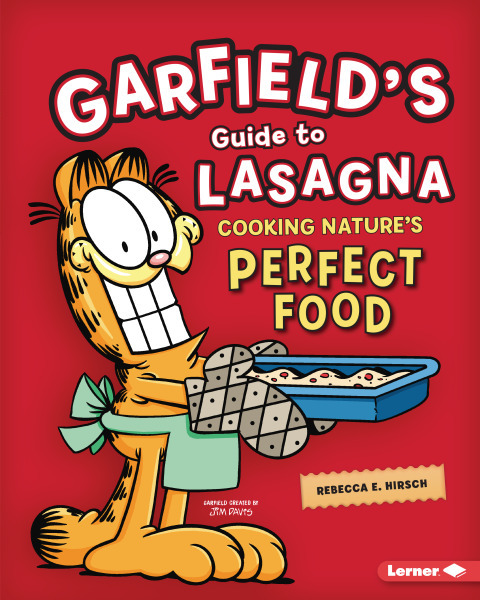 GARFIELD'S
Guide to
LASAGNA
COOKING NATURE'S
PERFECT
FOOD
REBECCA E. HIRSCH
GARFIELD CREATED BY
JIM DAVIS
Lerner